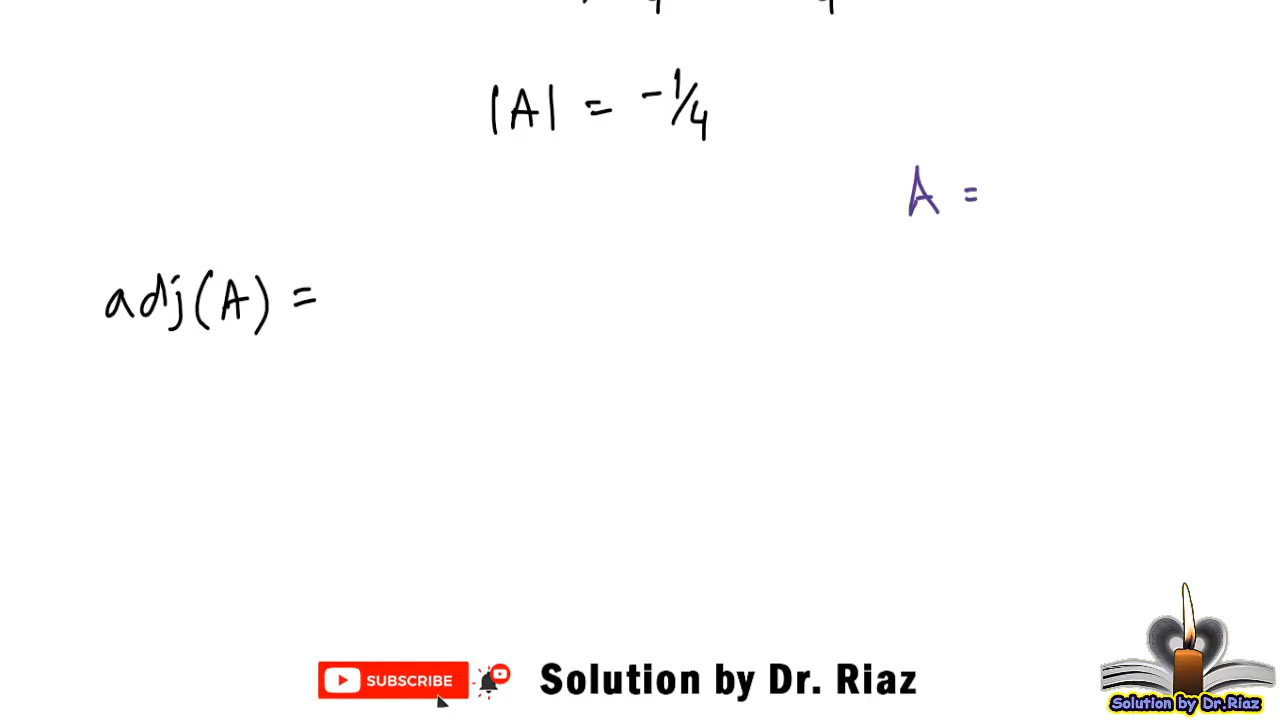 |A| = -1/4
A =
adj(A) =
SUBSCRIBE Solution by Dr. Riaz
Solution by Dr.Riaz